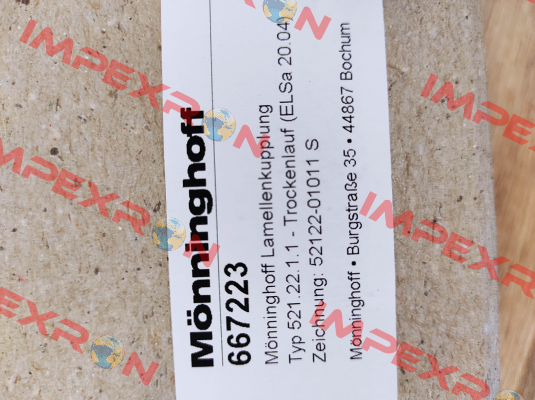 Mönninghoff
667223
Mönninghoff Lamellenkupplung
Typ 521.22.1.1 - Trockenlauf (ELSa 20.04)
Zeichnung: 52122-01011 S
Mönninghoff • Burgstraße 35 • 44867 Bochum
IMPEXRON
IMPEXRON
IMPEXRON
IMPEXRON
IMPEXRON
IMPEXRON